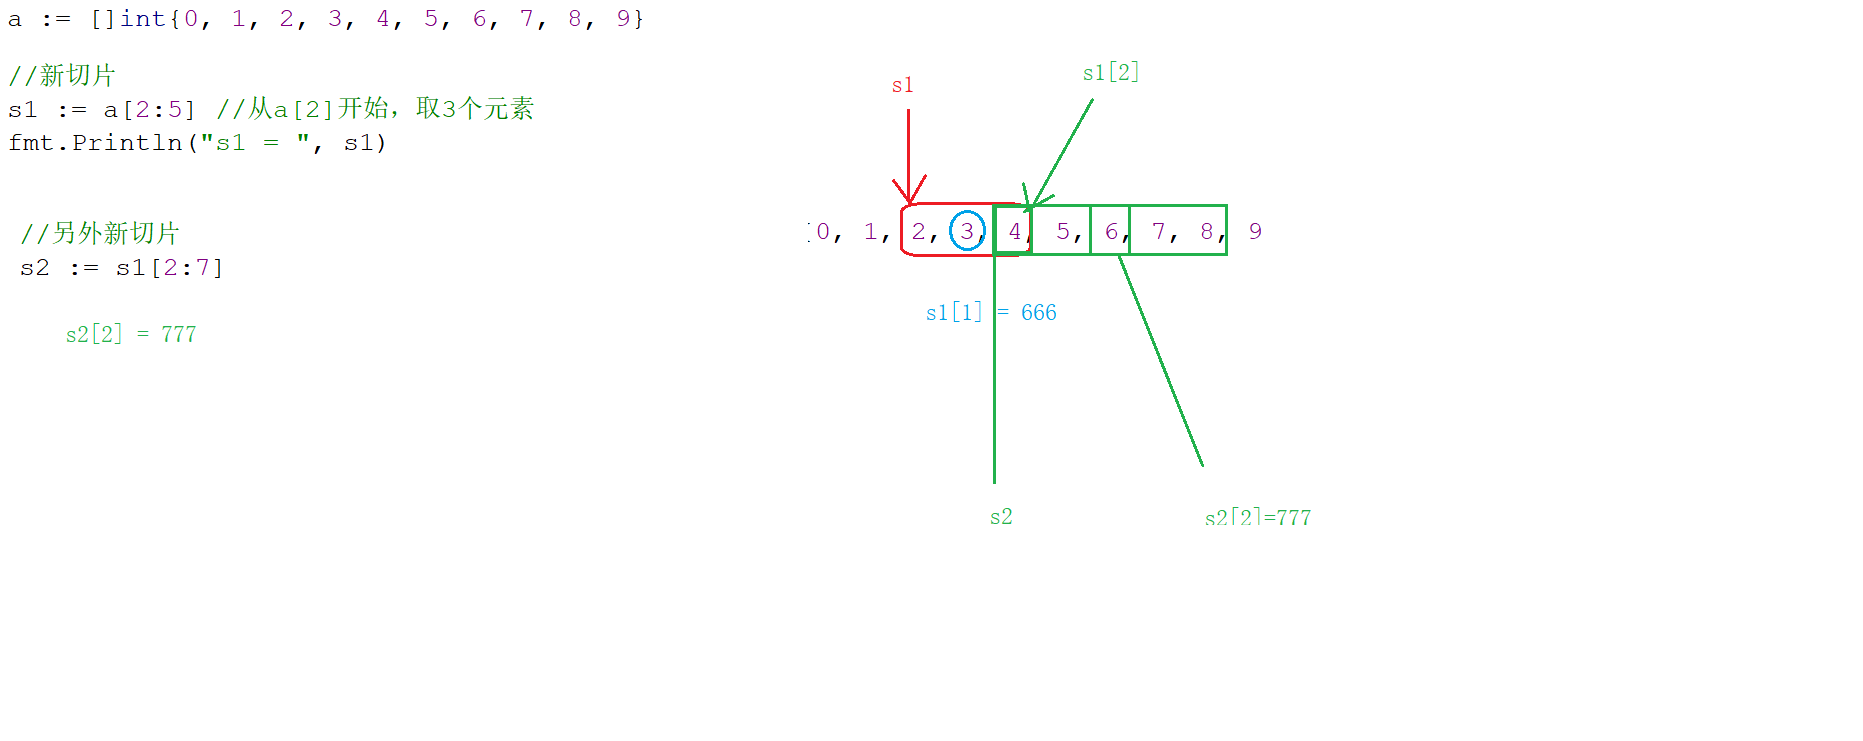 a := []int{0, 1, 2, 3, 4, 5, 6, 7, 8, 9}
//新切片
s1 := a[2:5] //从a[2]开始，取3个元素
fmt.Println("s1 = ", s1)
//另外新切片
s2 := s1[2:7]
s2[2] = 777
s1
s1[2]
0, 1, 2, 3, 4, 5, 6, 7, 8, 9
s1[1] = 666
s2
s2[2]=777